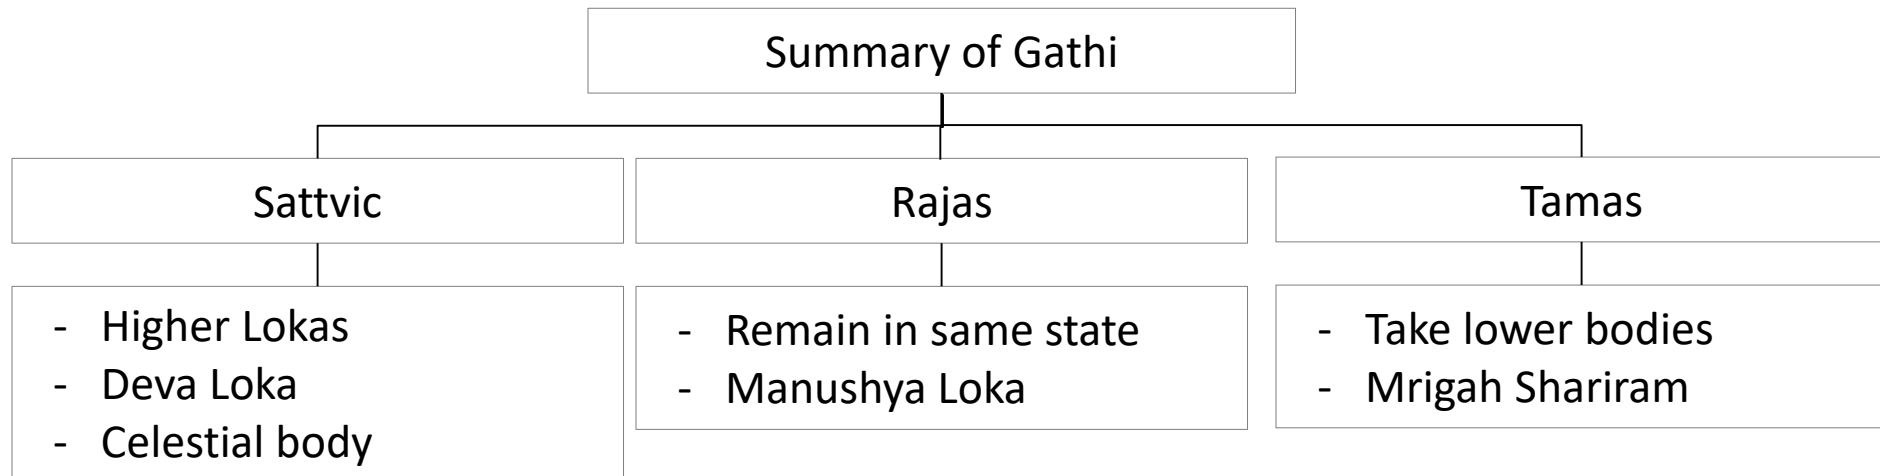 Summary of Gathi
Sattvic
Rajas
Tamas
- Higher Lokas
- Deva Loka
- Celestial body
- Remain in same state
- Manushya Loka
- Take lower bodies
- Mrigah Shariram